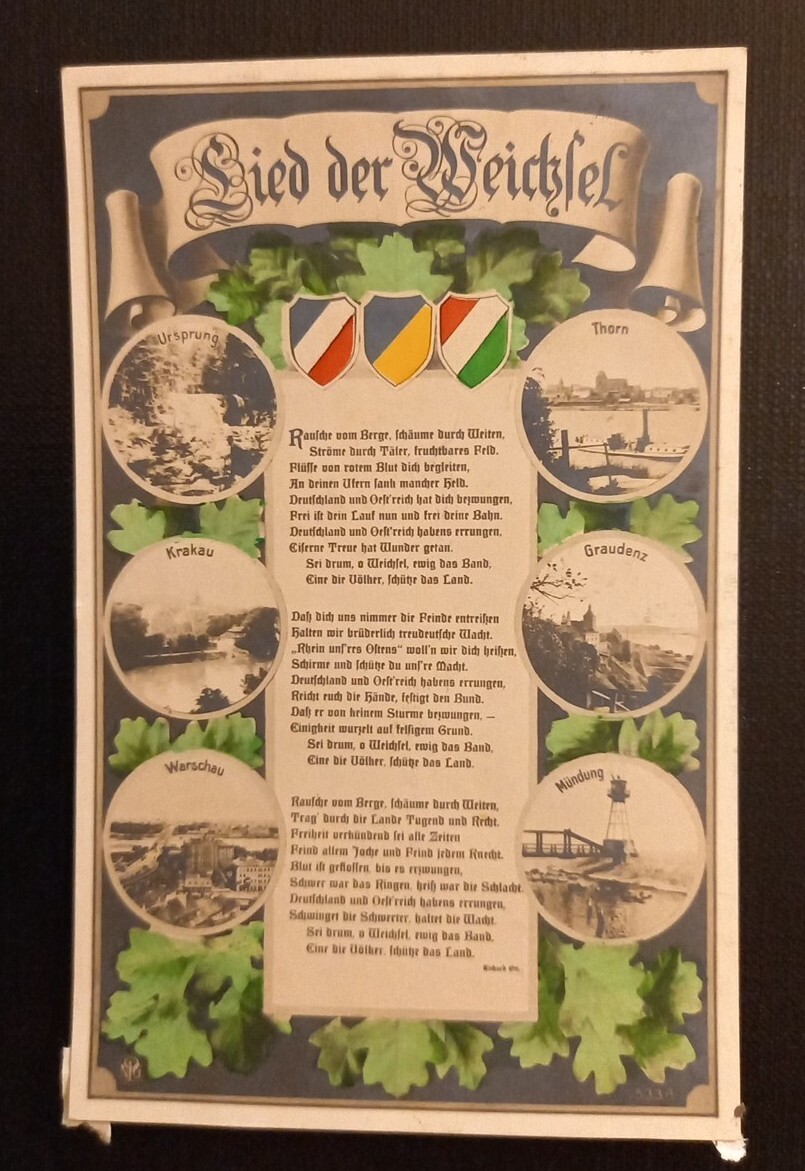 Lied der Weichsel
Ursprung
Thorn
Krakau
Graudenz
Warschau
Mündung
Rausche vom Berge, schäume durch Weiten,
Ströme durch Täler, fruchtbares Feld.
Flüsse von rotem Blut dich begleiten,
An deinen Ufern sank mancher Held.
Deutschland und Oest'reich hat dich bezwungen,
Frei ist dein Lauf nun und frei deine Bahn.
Deutschland und Oest'reich habens errungen,
Eiserne Treue hat Wunder getan.
Sei drum, o Weichsel, ewig das Band,
Eine die Völker, schütze das Land.
Daß dich uns nimmer die Feinde entreißen
Halten wir brüderlich treudeutsche Wacht.
„Rhein uns'res Ostens“ woll'n wir dich heißen,
Schirme und schütze du uns're Macht.
Deutschland und Oest'reich habens errungen,
Reicht euch die Hände, festigt den Bund.
Daß er von keinem Sturme bezwungen, —
Einigkeit wurzelt auf felsigem Grund.
Sei drum, o Weichsel, ewig das Band,
Eine die Völker, schütze das Land.
Rausche vom Berge, schäume durch Weiten,
Trag' durch die Lande Tugend und Recht.
Freiheit verkündend sei alle Zeiten
Feind allem Joche und Feind jedem Knecht.
Blut ist geflossen, bis es erzwungen,
Schwer war das Ringen, heiß war die Schlacht.
Deutschland und Oest'reich habens errungen,
Schwinget die Schwerter, haltet die Wacht.
Sei drum, o Weichsel, ewig das Band,
Eine die Völker, schütze das Land.